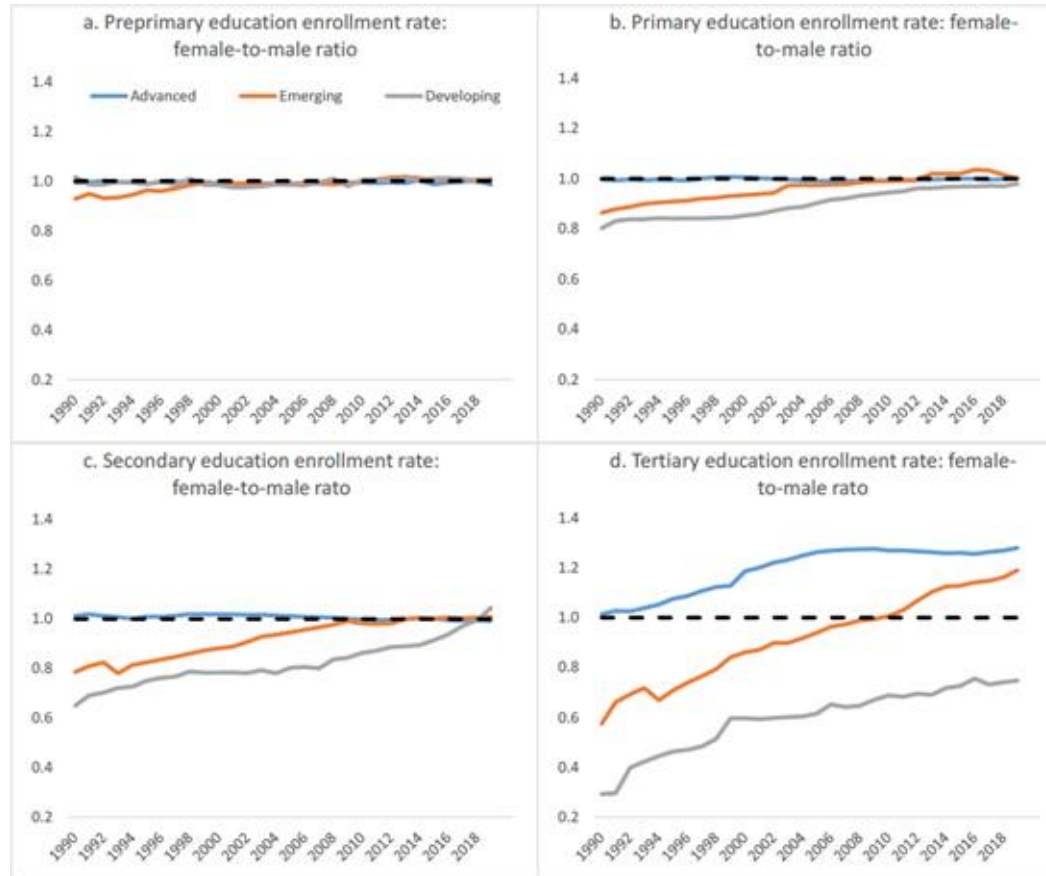 a. Preprimary education enrollment rate:
female-to-male ratio
1.4
Advanced Emerging Developing
1.2
1.0
0.8
0.6
0.4
0.2
1990 1992 1994 1996 1998 2000 2002 2004 2006 2008 2010 2012 2014 2016 2018
b. Primary education enrollment rate: female-
to-male ratio
1.4
1.2
1.0
0.8
0.6
0.4
0.2
1990 1992 1994 1996 1998 2000 2002 2004 2006 2008 2010 2012 2014 2016 2018
c. Secondary education enrollment rate:
female-to-male rato
1.4
1.2
1.0
0.8
0.6
0.4
0.2
1990 1992 1994 1996 1998 2000 2002 2004 2006 2008 2010 2012 2014 2016 2018
d. Tertiary education enrollment rate: female-
to-male rato
1.4
1.2
1.0
0.8
0.6
0.4
0.2
1990 1992 1994 1996 1998 2000 2002 2004 2006 2008 2010 2012 2014 2016 2018